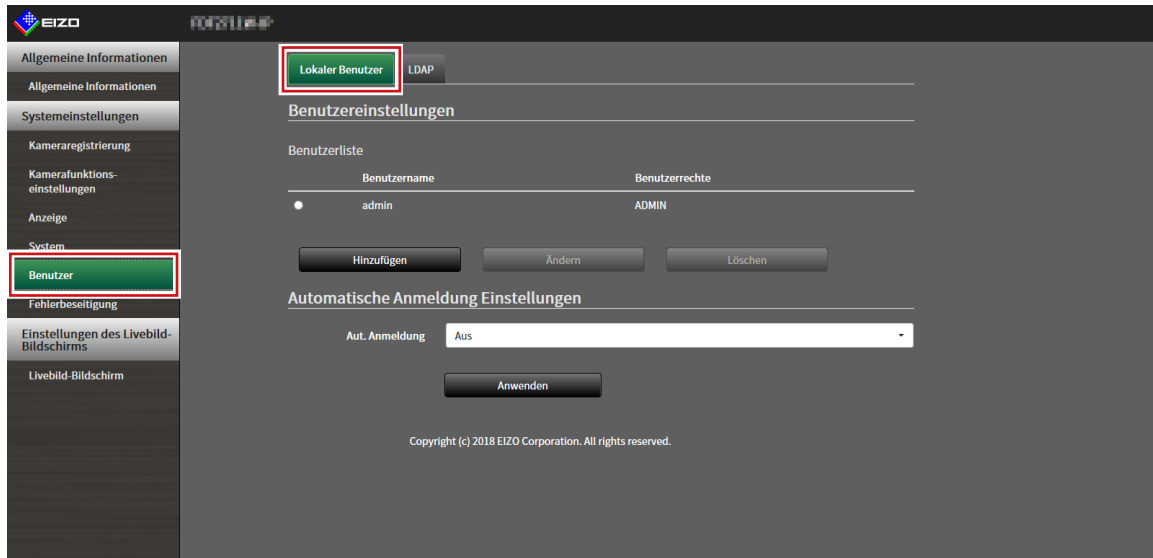 EIZO
Allgemeine Informationen
Allgemeine Informationen
Systemeinstellungen
Kameraregistrierung
Kamerafunktions-
einstellungen
Anzeige
System
Benutzer
Fehlerbeseitigung
Einstellungen des Livebild-
Bildschirms
Livebild-Bildschirm
Lokaler Benutzer LDAP
Benutzereinstellungen
Benutzerliste
Benutzername Benutzerrechte
admin ADMIN
Hinzufügen Ändern Löschen
Automatische Anmeldung Einstellungen
Aut. Anmeldung Aus
Anwenden
Copyright (c) 2018 EIZO Corporation. All rights reserved.